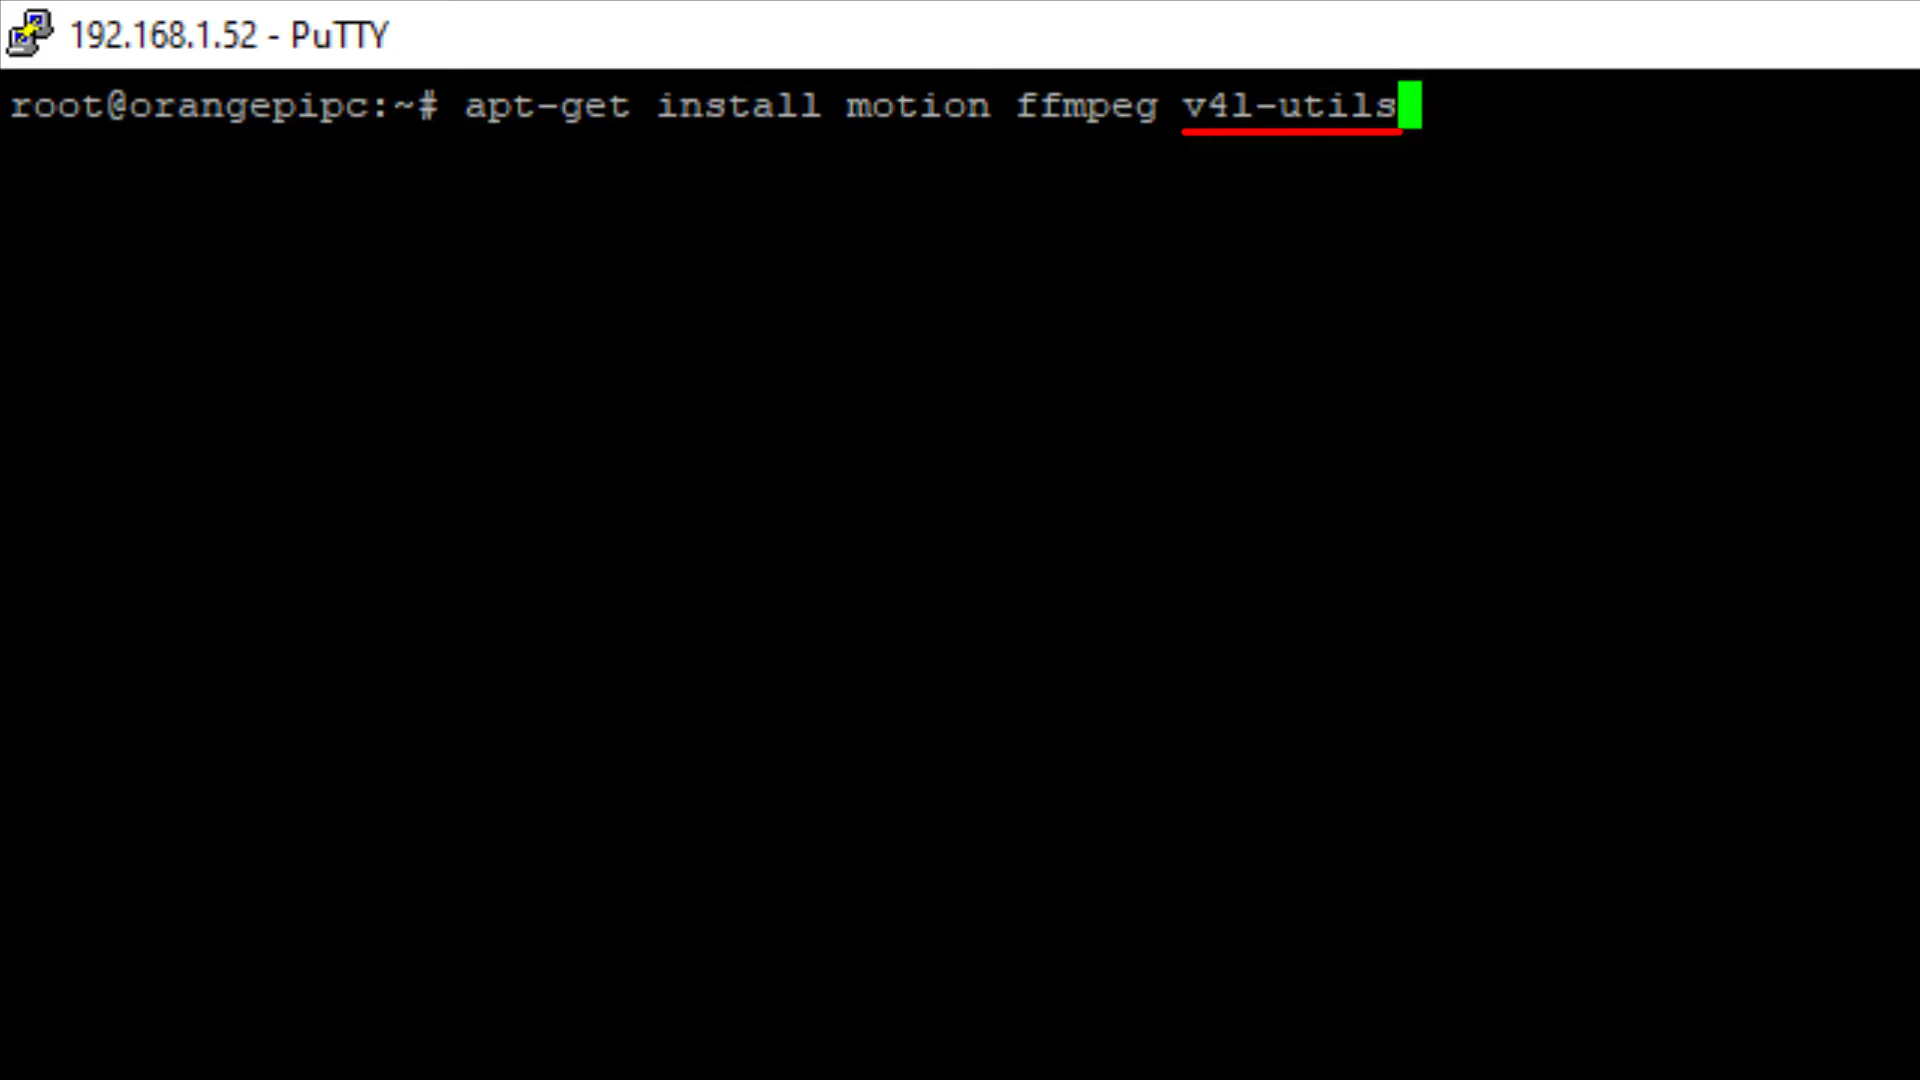 192.168.1.52 - PuTTY
root@orangepipc:~# apt-get install motion ffmpeg v4l-utils